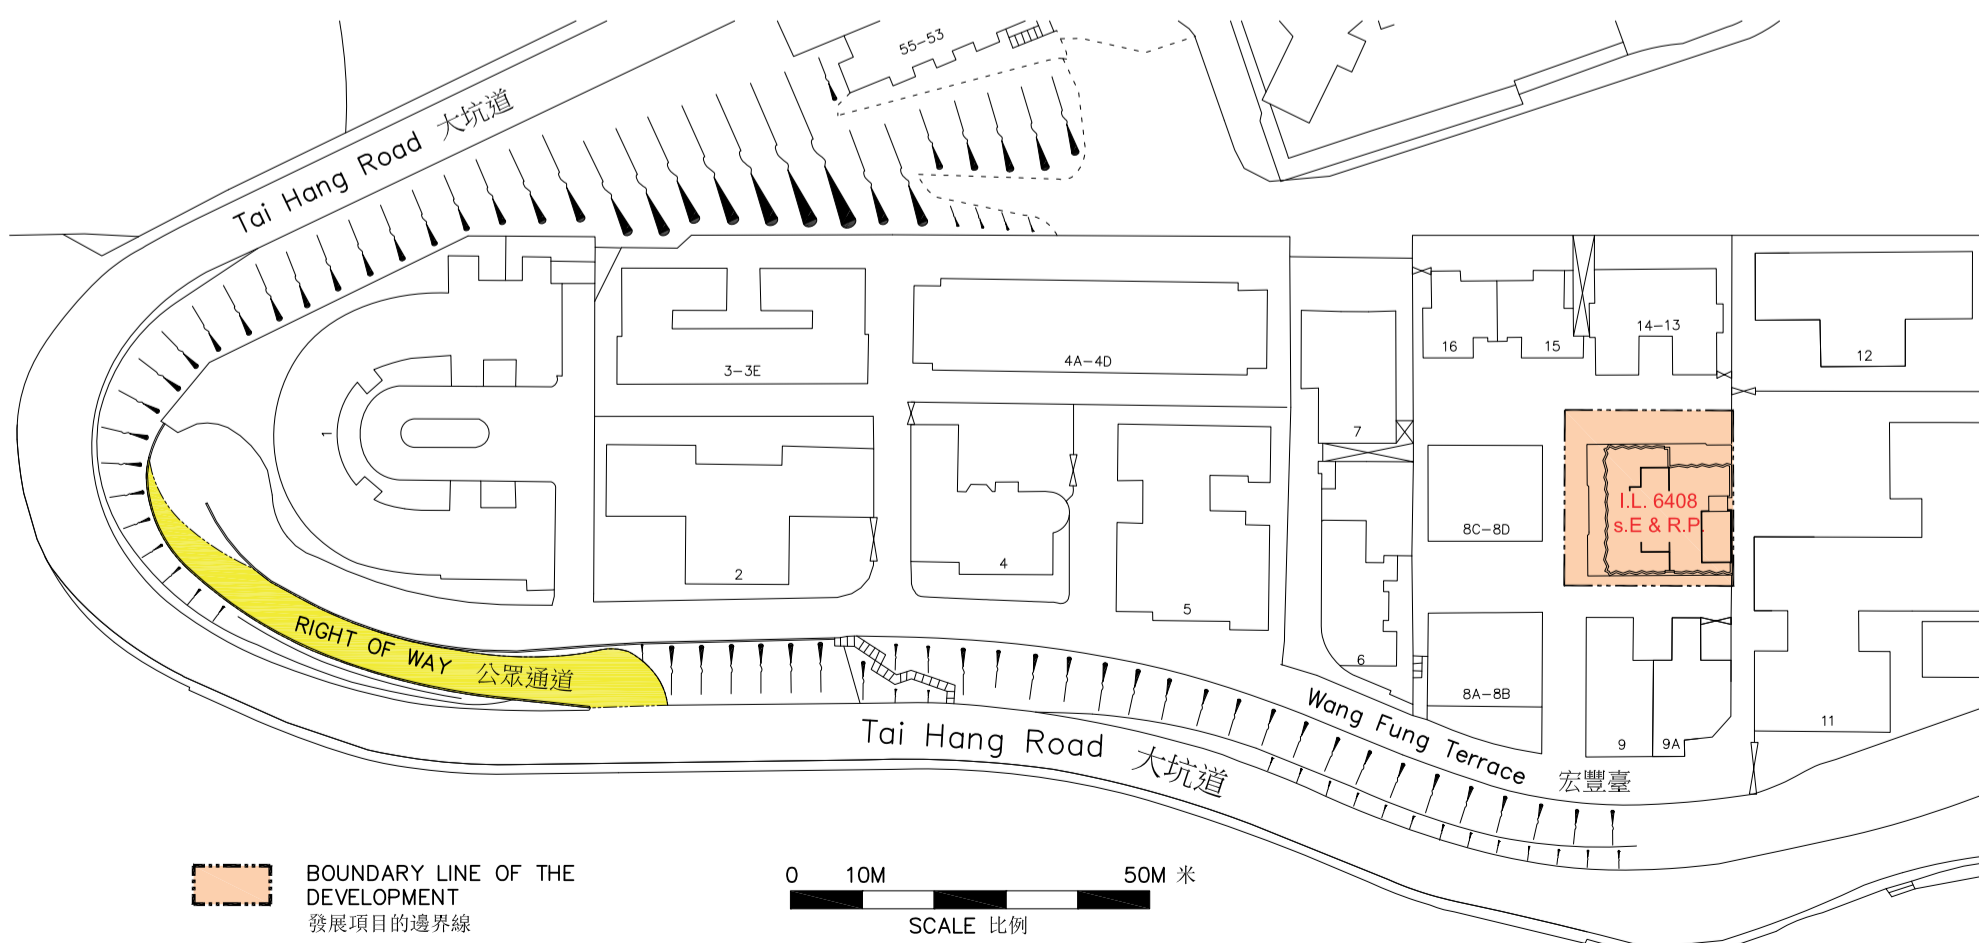 55-53
Tai Hang Road 大坑道
14-13
16
15
12
3-3E
4A-4D
1
7
I.L. 6408
s.E & R.P.
8C-8D
2
4
5
RIGHT OF WAY 公眾通道
6
8A-8B
11
9
9A
Wang Fung Terrace 宏豐臺
Tai Hang Road 大坑道
BOUNDARY LINE OF THE
DEVELOPMENT
發展項目的邊界線
0 10M 50M 米
SCALE 比例